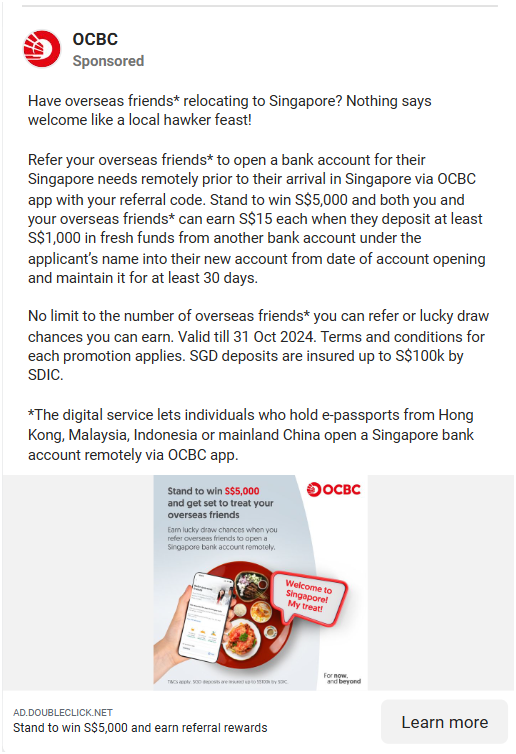 OCBC
Sponsored
Have overseas friends* relocating to Singapore? Nothing says
welcome like a local hawker feast!
Refer your overseas friends* to open a bank account for their
Singapore needs remotely prior to their arrival in Singapore via OCBC
app with your referral code. Stand to win S$5,000 and both you and
your overseas friends* can earn S$15 each when they deposit at least
S$1,000 in fresh funds from another bank account under the
applicant's name into their new account from date of account opening
and maintain it for at least 30 days.
No limit to the number of overseas friends* you can refer or lucky draw
chances you can earn. Valid till 31 Oct 2024. Terms and conditions for
each promotion applies. SGD deposits are insured up to S$100k by
SDIC.
*The digital service lets individuals who hold e-passports from Hong
Kong, Malaysia, Indonesia or mainland China open a Singapore bank
account remotely via OCBC app.
OCBC
Stand to win S$5,000
and get set to treat your
overseas friends
Earn lucky draw chances when you
refer overseas friends to open a
Singapore bank account remotely.
Welcome to
Singapore!
My treat!
T&Cs apply. SGD deposits are insured up to S$100k by SDIC.
For now,
and beyond
AD.DOUBLECLICK.NET
Stand to win S$5,000 and earn referral rewards
Learn more